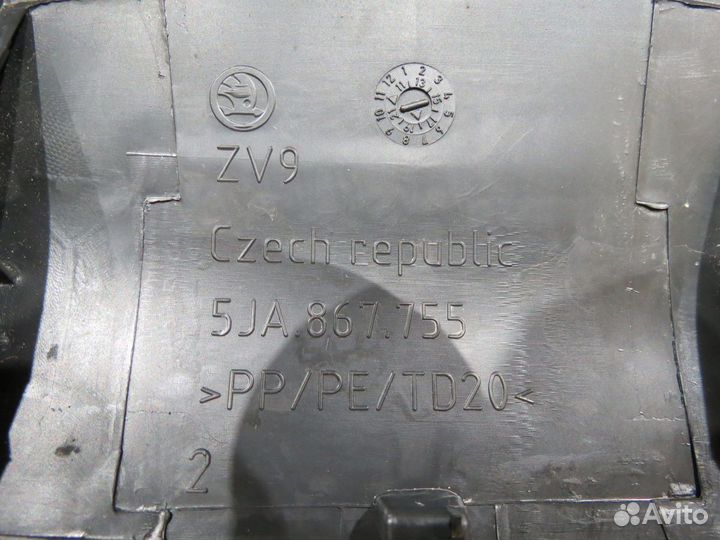 ZV9
Czech republic
5JA.867.755
>PP/PE/TD20<
2
Avito